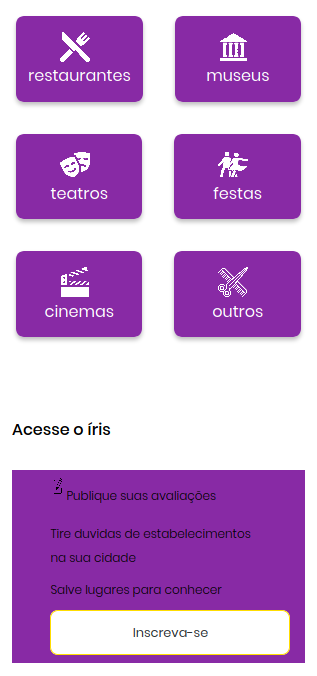 restaurantes museus
teatros festas
cinemas outros
Acesse o íris
Publique suas avaliações
Tire duvidas de estabelecimentos
na sua cidade
Salve lugares para conhecer
Inscreva-se